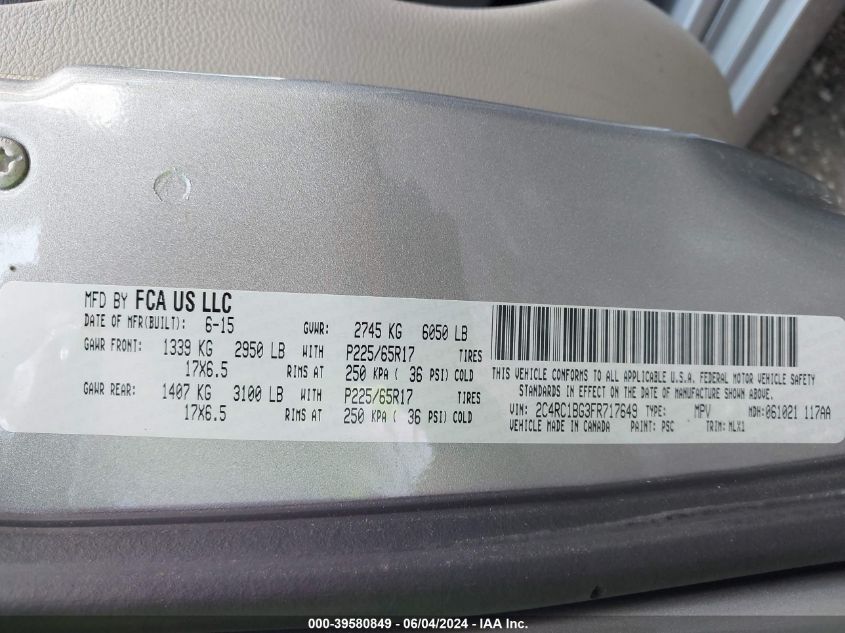 MFD BY FCA US LLC
DATE OF MFR(BUILT): 6-15 GVWR: 2745 KG 6050 LB
GAWR FRONT: 1339 KG 2950 LB WITH P225/65R17 TIRES
17X6.5 RIMS AT 250 KPA ( 36 PSI) COLD
GAWR REAR: 1407 KG 3100 LB WITH P225/65R17 TIRES
17X6.5 RIMS AT 250 KPA ( 36 PSI) COLD
THIS VEHICLE CONFORMS TO ALL APPLICABLE U.S.A. FEDERAL MOTOR VEHICLE SAFETY
STANDARDS IN EFFECT ON THE DATE OF MANUFACTURE SHOWN ABOVE.
VIN: 2C4RC1BG3FR717649 TYPE: MPV MDH: 061021 117AA
VEHICLE MADE IN CANADA PAINT: PSC TRIM: MLX1
000-39580849 - 06/04/2024 - IAA Inc.